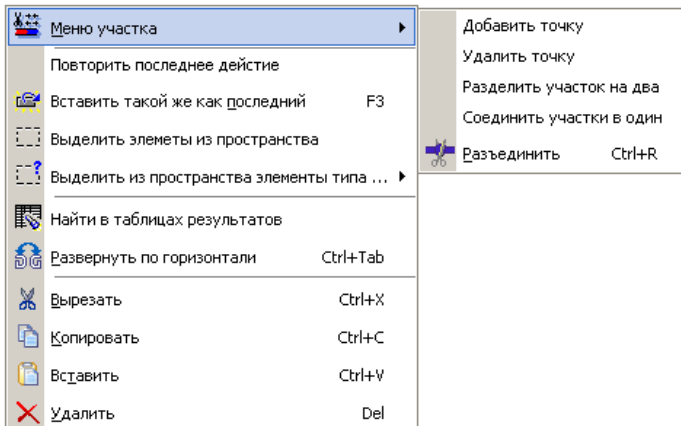 Меню участка
Повторить последнее дейстие
Вставить такой же как последний F3
Выделить элеметы из пространства
Выделить из пространства элементы типа ...
Найти в таблицах результатов
Развернуть по горизонтали Ctrl+Tab
Вырезать Ctrl+X
Копировать Ctrl+C
Вставить Ctrl+V
Удалить Del
Добавить точку
Удалить точку
Разделить участок на два
Соединить участки в один
Разъединить Ctrl+R